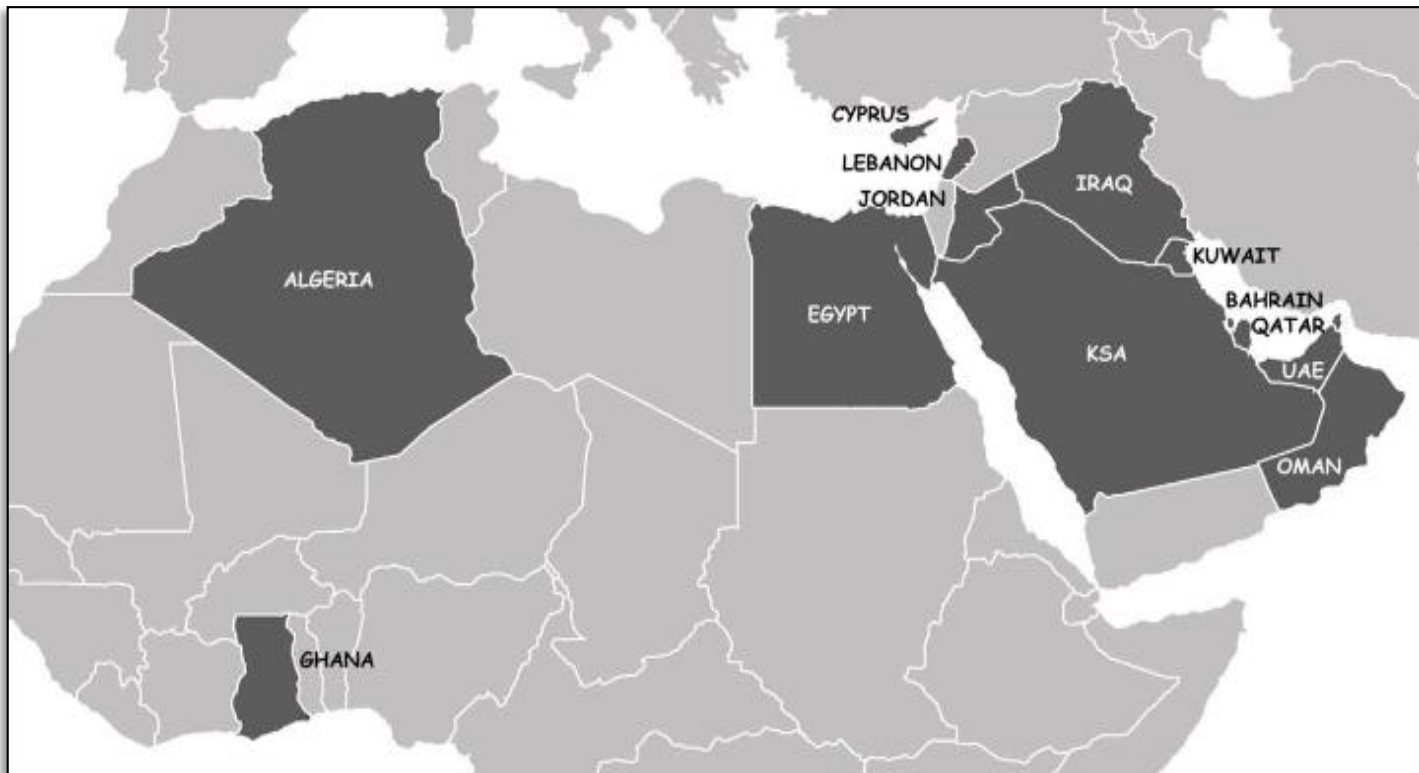 CYPRUS
LEBANON
JORDAN
IRAQ
ALGERIA
KUWAIT
BAHRAIN
EGYPT
QATAR
KSA
UAE
OMAN
GHANA